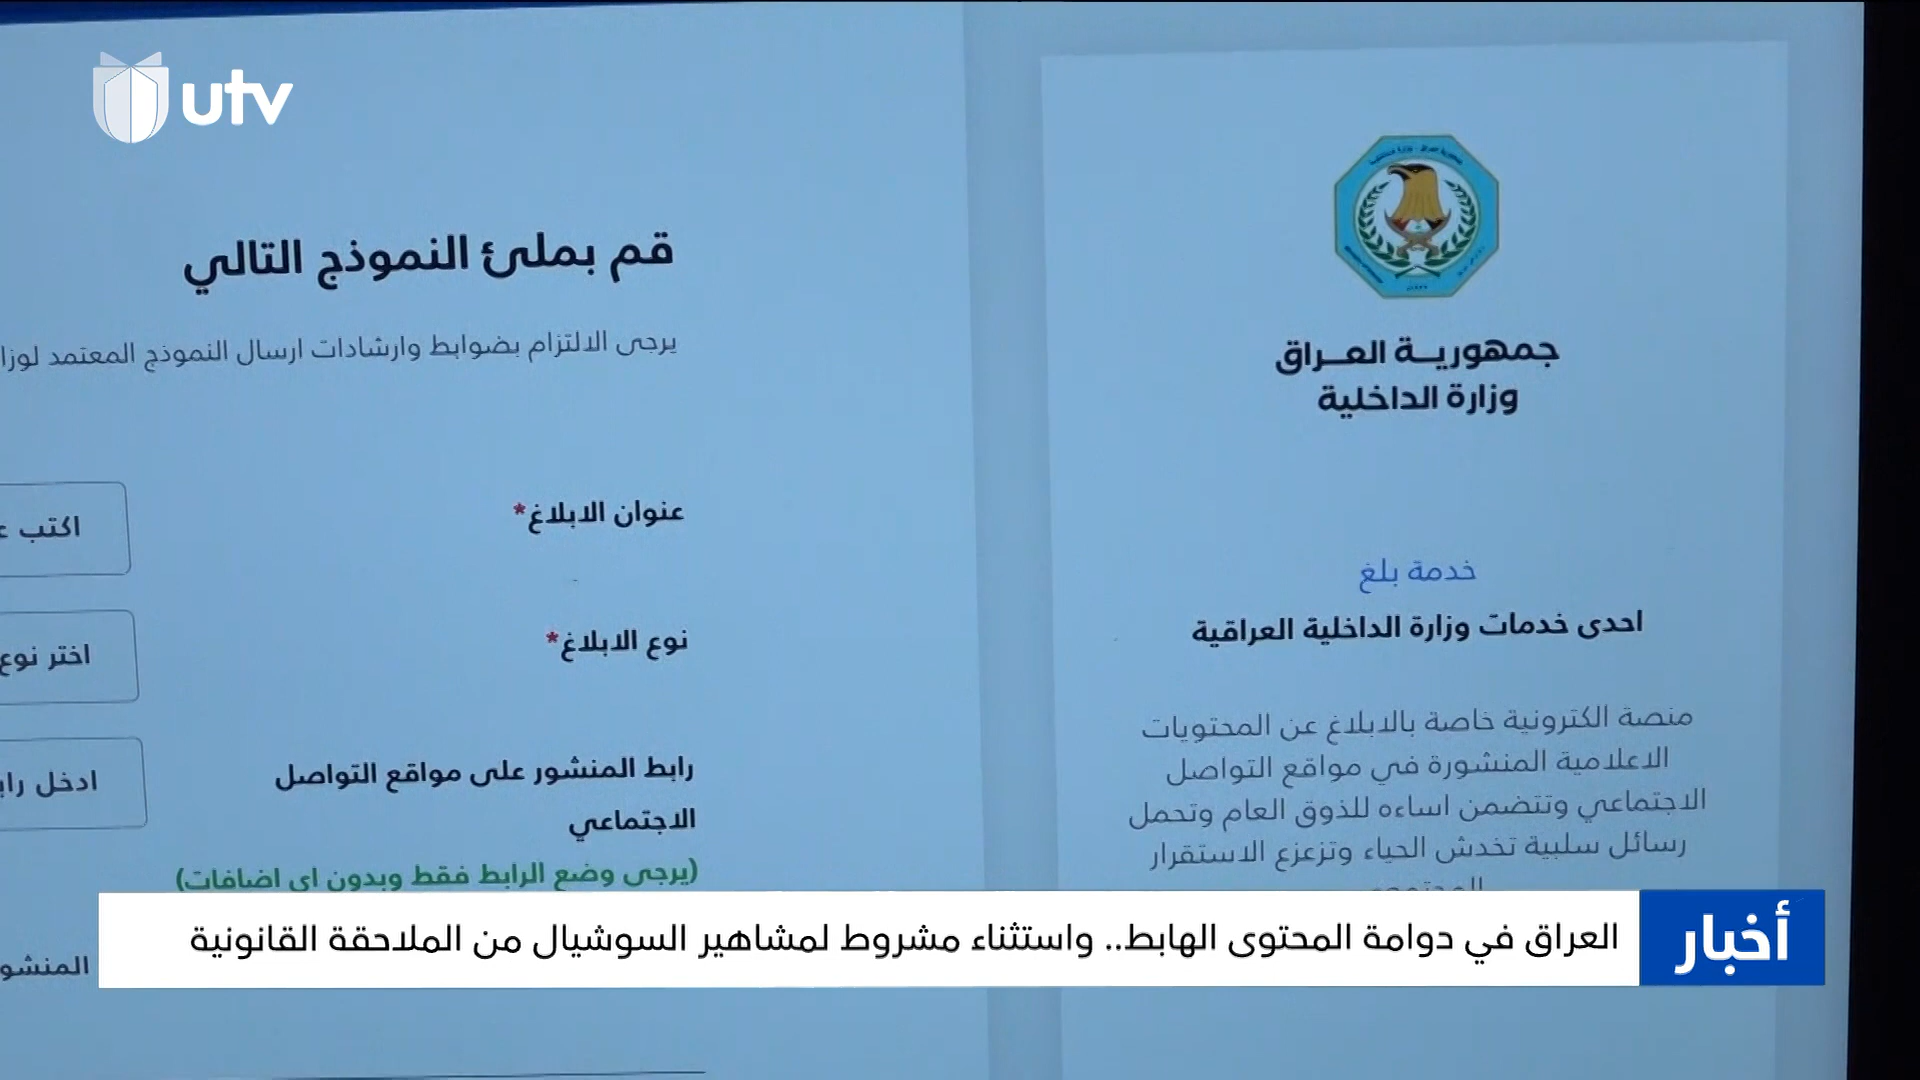 utv
جمهورية العراق
وزارة الداخلية
خدمة بلغ
احدى خدمات وزارة الداخلية العراقية
منصة الكترونية خاصة بالابلاغ عن المحتويات
الاعلامية المنشورة في مواقع التواصل
الاجتماعي وتتضمن اساءه للذوق العام وتحمل
رسائل سلبية تخدش الحياء وتزعزع الاستقرار
قم بملئ النموذج التالي
يرجى الالتزام بضوابط وارشادات ارسال النموذج المعتمد لوزا
عنوان الابلاغ*
اكتب ع
نوع الابلاغ*
اختر نوع
رابط المنشور على مواقع التواصل
الاجتماعي
ادخل راب
(يرجى وضع الرابط فقط وبدون اي اضافات)
المنشو
أخبار
العراق في دوامة المحتوى الهابط.. واستثناء مشروط لمشاهير السوشيال من الملاحقة القانونية